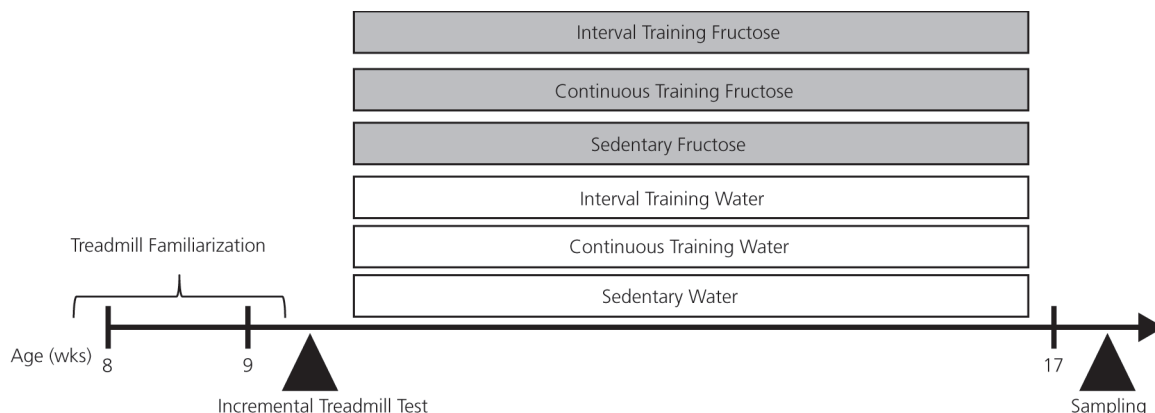 Interval Training Fructose
Continuous Training Fructose
Sedentary Fructose
Interval Training Water
Continuous Training Water
Sedentary Water
Treadmill Familiarization
Age (wks)
8
9
17
Incremental Treadmill Test
Sampling